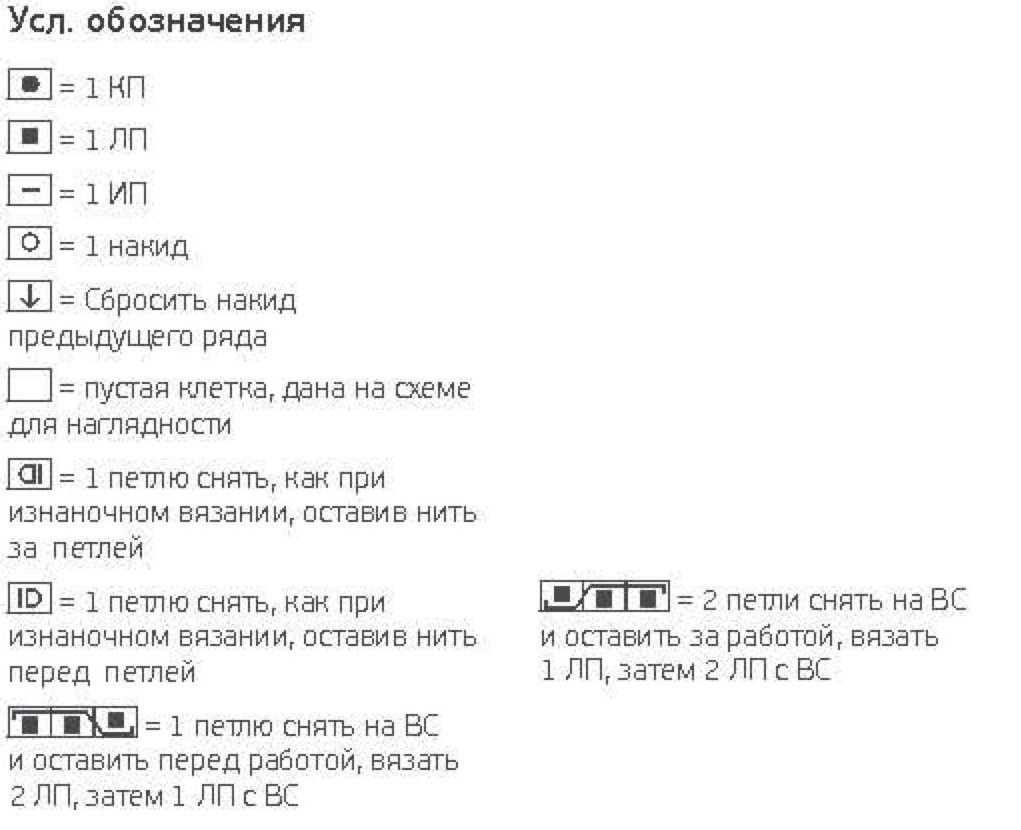 Усл. обозначения
= 1 КП
= 1 ЛП
= 1 ИП
= 1 накид
= Сбросить накид
предыдущего ряда
= пустая клетка, дана на схеме
для наглядности
= 1 петлю снять, как при
изнаночном вязании, оставив нить
за петлей
= 1 петлю снять, как при
изнаночном вязании, оставив нить
перед петлей
= 1 петлю снять на ВС
и оставить перед работой, вязать
2 ЛП, затем 1 ЛП с ВС
= 2 петли снять на ВС
и оставить за работой, вязать
1 ЛП, затем 2 ЛП с ВС